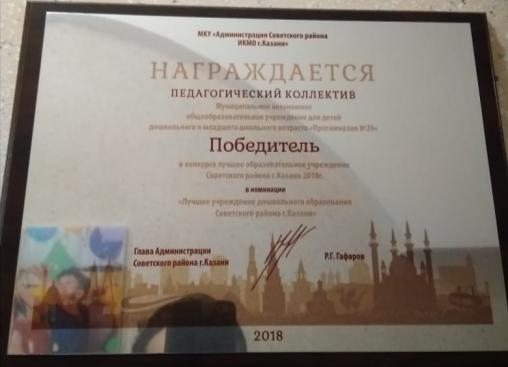 МКУ «Администрация Советского района
ИКМО г.Казани»
НАГРАЖДАЕТСЯ
ПЕДАГОГИЧЕСКИЙ КОЛЛЕКТИВ
Муниципальное автономное
общеобразовательное учреждение для детей
дошкольного и младшего школьного возраста «Прогимназия №29»
Победитель
в конкурсе лучшее образовательное учреждение
Советского района г.Казани 2018г.
в номинации
«Лучшее учреждение дошкольного образования
Советского района г.Казани»
Глава Администрации
Советского района г.Казани
Р.Г. Гафаров
2018